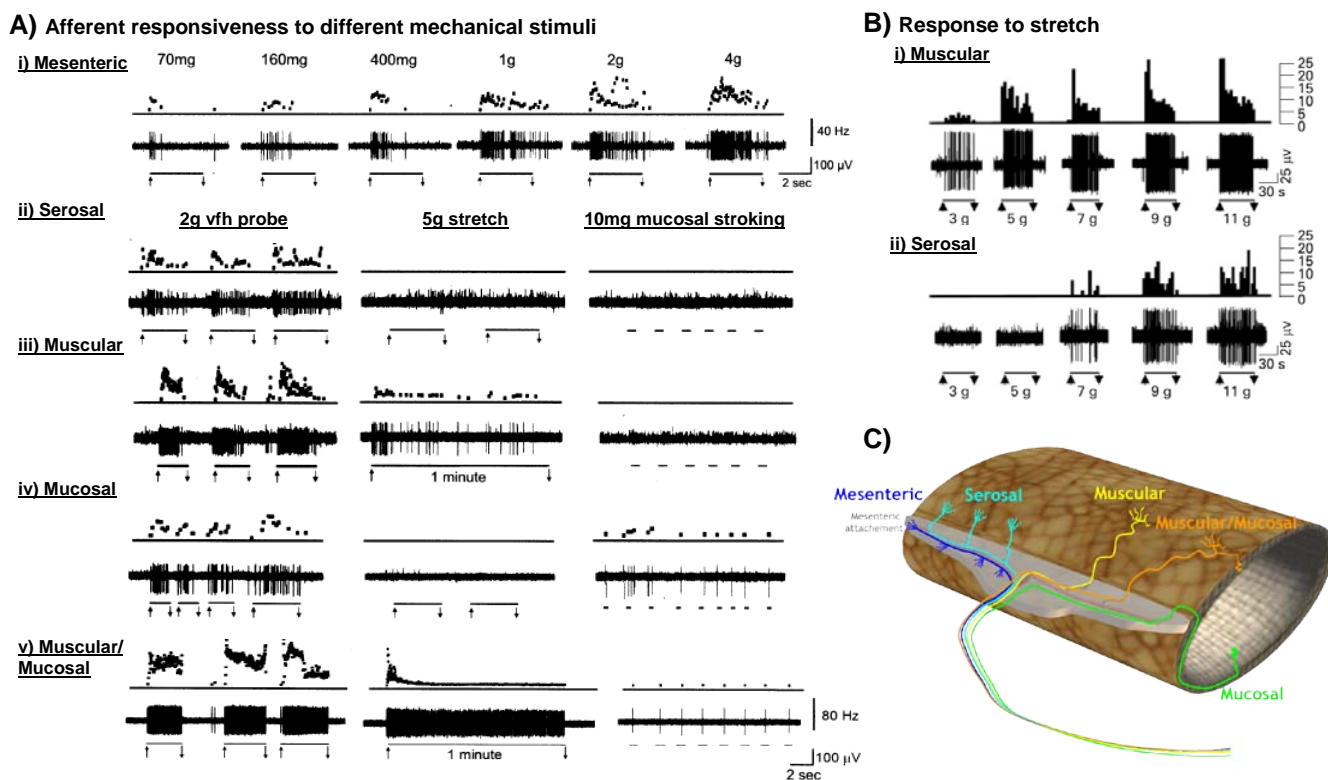 A) Afferent responsiveness to different mechanical stimuli
i) Mesenteric
70mg 160mg 400mg 1g 2g 4g
40 Hz
100 µV
2 sec
ii) Serosal
2g vfh probe 5g stretch 10mg mucosal stroking
iii) Muscular
1 minute
iv) Mucosal
v) Muscular/
Mucosal
1 minute
80 Hz
100 µV
2 sec
B) Response to stretch
i) Muscular
25
20
15
10
5
0
25 µV
30 s
3 g 5 g 7 g 9 g 11 g
ii) Serosal
25
20
15
10
5
0
25 µV
30 s
3 g 5 g 7 g 9 g 11 g
C)
Mesenteric
Mesenteric
attachement
Serosal
Muscular
Muscular/Mucosal
Mucosal